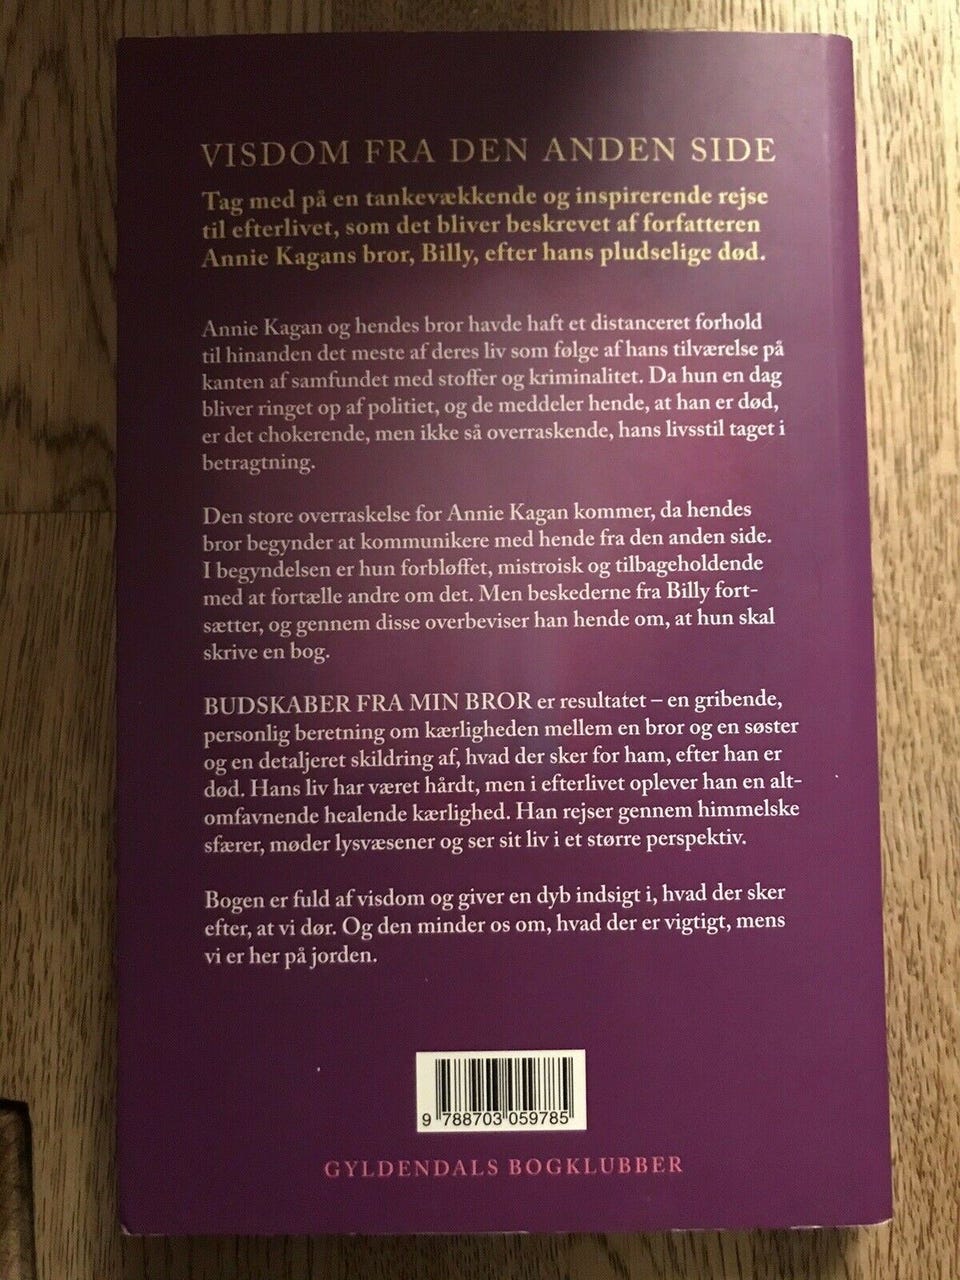 VISDOM FRA DEN ANDEN SIDE
Tag med på en tankevækkende og inspirerende rejse
til efterlivet, som det bliver beskrevet af forfatteren
Annie Kagans bror, Billy, efter hans pludselige død.
Annie Kagan og hendes bror havde haft et distanceret forhold
til hinanden det meste af deres liv som følge af hans tilværelse på
kanten af samfundet med stoffer og kriminalitet. Da hun en dag
bliver ringet op af politiet, og de meddeler hende, at han er død,
er det chokerende, men ikke så overraskende, hans livsstil taget i
betragtning.
Den store overraskelse for Annie Kagan kommer, da hendes
bror begynder at kommunikere med hende fra den anden side.
I begyndelsen er hun forbløffet, mistroisk og tilbageholdende
med at fortælle andre om det. Men beskederne fra Billy fort-
sætter, og gennem disse overbeviser han hende om, at hun skal
skrive en bog.
BUDSKABER FRA MIN BROR er resultatet – en gribende,
personlig beretning om kærligheden mellem en bror og en søster
og en detaljeret skildring af, hvad der sker for ham, efter han er
død. Hans liv har været hårdt, men i efterlivet oplever han en alt-
omfavnende healende kærlighed. Han rejser gennem himmelske
sfærer, møder lysvæsener og ser sit liv i et større perspektiv.
Bogen er fuld af visdom og giver en dyb indsigt i, hvad der sker
efter, at vi dør. Og den minder os om, hvad der er vigtigt, mens
vi er her på jorden.
9 788703 059785
GYLDENDALS BOGKLUBBER